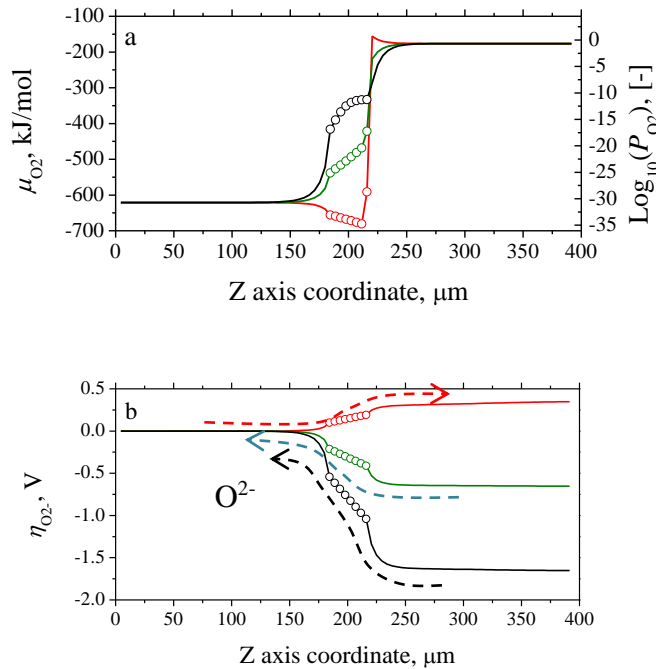 a
-100
-200
-300
-400
-500
-600
-700
μO2, kJ/mol
0
-5
-10
-15
-20
-25
-30
-35
Log10(PO2), [-]
0 50 100 150 200 250 300 350 400
Z axis coordinate, μm
b
0.5
0.0
-0.5
-1.0
-1.5
-2.0
ηO2-, V
O2-
0 50 100 150 200 250 300 350 400
Z axis coordinate, μm